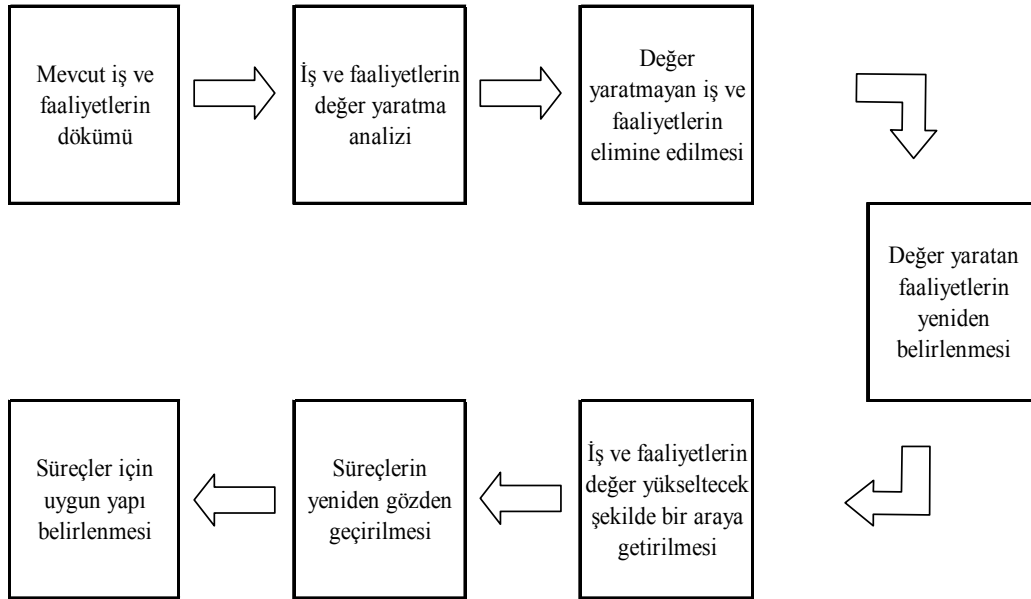 Mevcut iş ve
faaliyetlerin
dökümü
İş ve faaliyetlerin
değer yaratma
analizi
Değer
yaratmayan iş ve
faaliyetlerin
elimine edilmesi
Değer yaratan
faaliyetlerin
yeniden
belirlenmesi
İş ve faaliyetlerin
değer yükseltecek
şekilde bir araya
getirilmesi
Süreçlerin
yeniden gözden
geçirilmesi
Süreçler için
uygun yapı
belirlenmesi